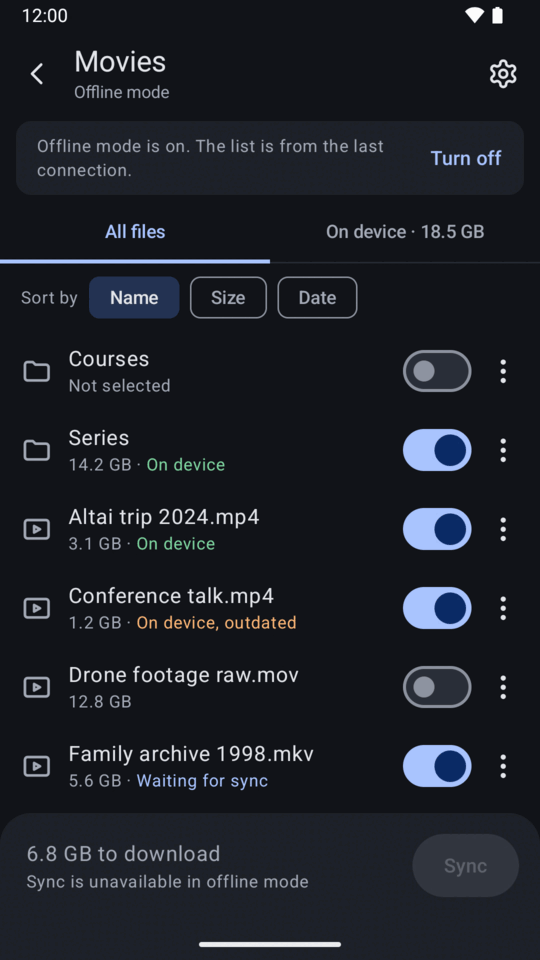 12:00
Movies
Offline mode
Offline mode is on. The list is from the last
connection.
Turn off
All files
On device · 18.5 GB
Sort by
Name
Size
Date
Courses
Not selected
Series
14.2 GB · On device
Altai trip 2024.mp4
3.1 GB · On device
Conference talk.mp4
1.2 GB · On device, outdated
Drone footage raw.mov
12.8 GB
Family archive 1998.mkv
5.6 GB · Waiting for sync
6.8 GB to download
Sync is unavailable in offline mode
Sync